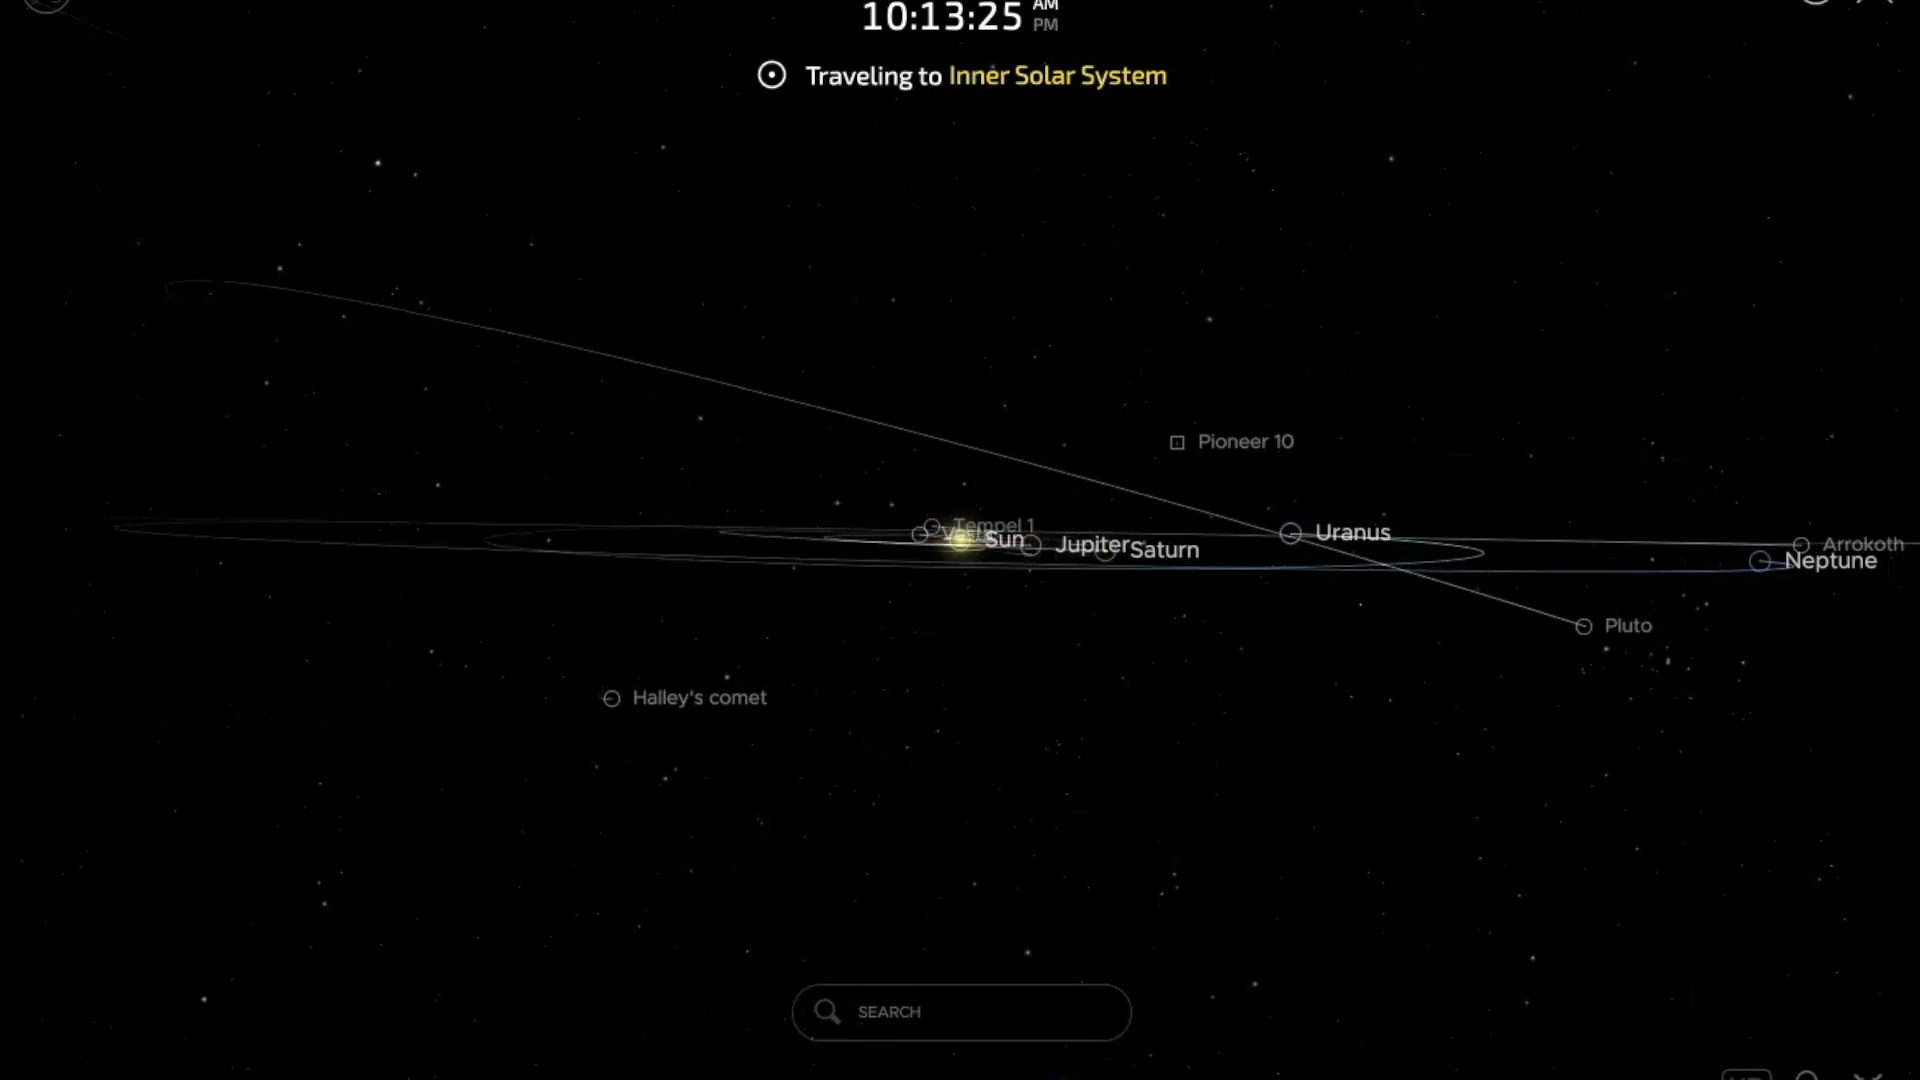 10:13:25 AM
PM
Traveling to Inner Solar System
Pioneer 10
Tempel 1
Sun
Jupiter
Saturn
Uranus
Arrokoth
Neptune
Pluto
Halley's comet
SEARCH